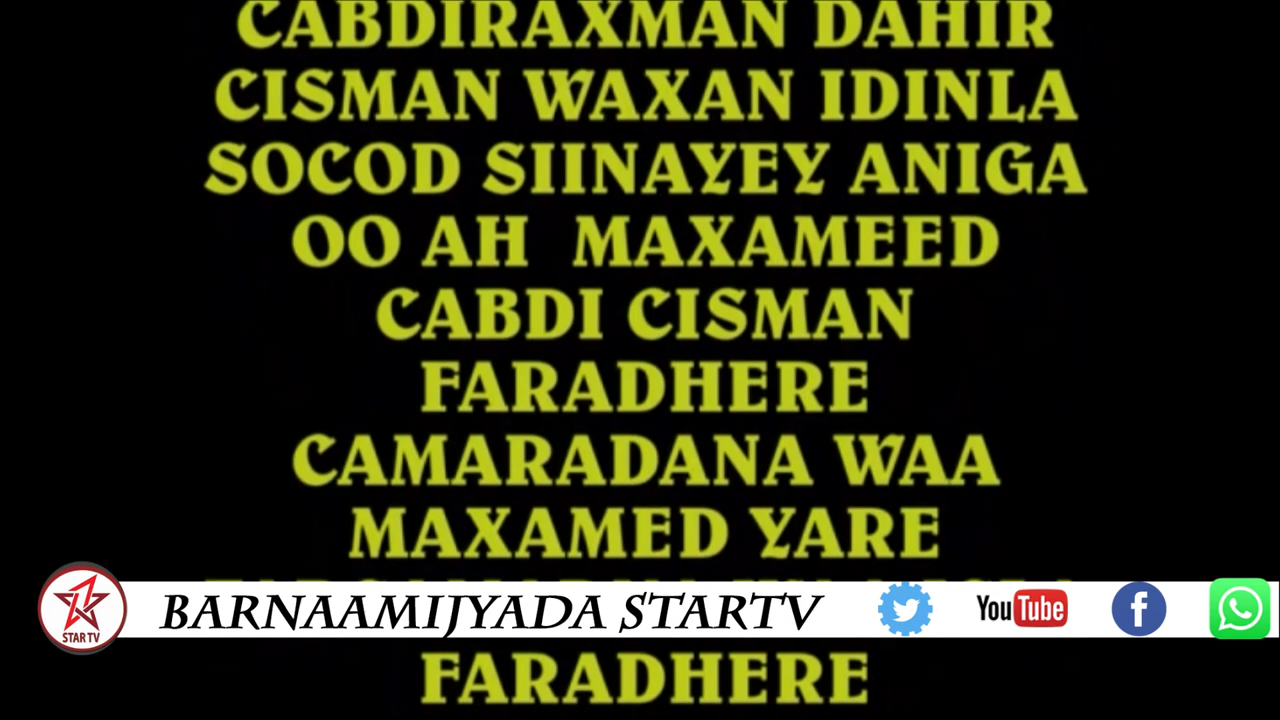 CABDIRAXMAN DAHIR
CISMAN WAXAN IDINLA
SOCOD SIINAYEY ANIGA
OO AH MAXAMEED
CABDI CISMAN
FARADHERE
CAMARADANA WAA
MAXAMED YARE
STAR TV
BARNAAMIJYADA STARTV
YouTube
FARADHERE